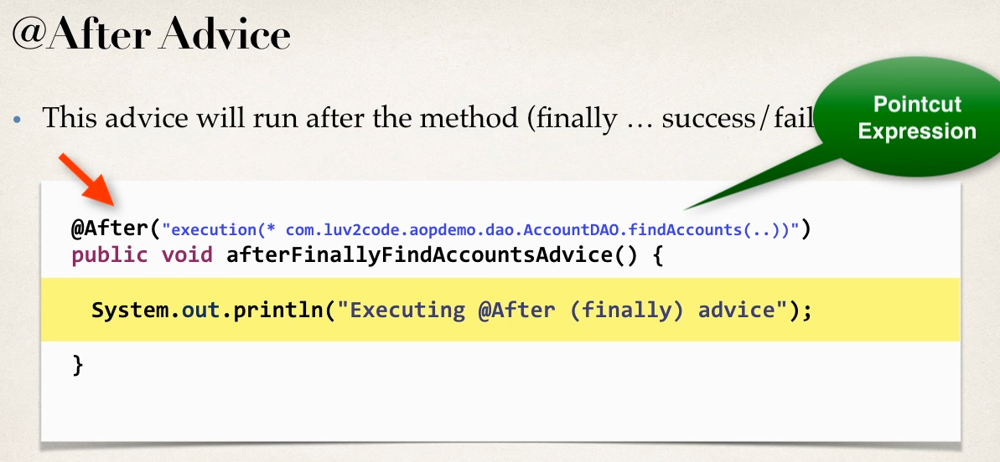 @After Advice
• This advice will run after the method (finally … success/fail
Pointcut
Expression
@After("execution(* com.luv2code.aopdemo.dao.AccountDAO.findAccounts(..))")
public void afterFinallyFindAccountsAdvice() {
System.out.println("Executing @After (finally) advice");
}